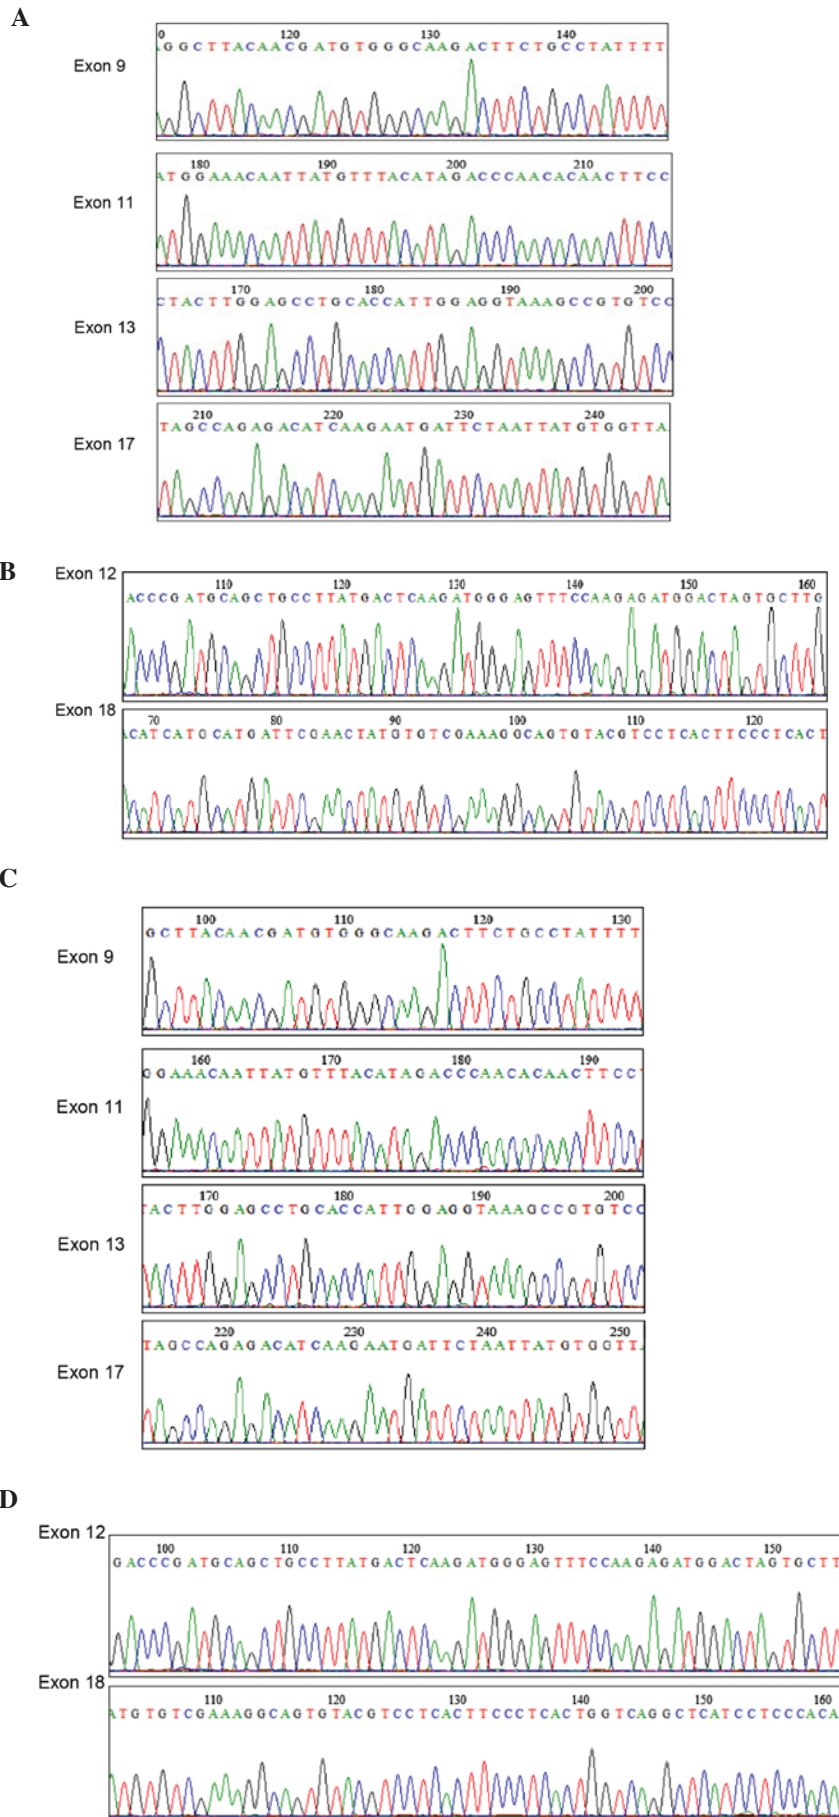 A
0 120 130 140
Exon 9
GGCTTACAACGATGTGGGCAAGACTTCTGCCTATTTT
180 190 200 210
ATGGAAACAATTATGTTTACATAGACCCAACACAACTTCC
Exon 11
170 180 190 200
CTACTTGGAGCCTGCACCATTGGAGGTAAAGCCGTGTCC
Exon 13
210 220 230 240
TAGCCAGAGACATCAAGAATGATTCTAATTATGTGGTTA
Exon 17
B
Exon 12
110 120 130 140 150 160
ACCCGATGCAGCTGCCTTATGACTCAAGATGGGAGTTTCCAAGAGATGGACTAGTGCTTG
Exon 18
70 80 90 100 110 120
CATCATGCATGATTCGAACTATGTGTCGAAAGGCAGTGTACGTCCTCACTTCCCTCACT
C
100 110 120 130
GCTTACAACGATGTGGGCAAGACTTCTGCCTATTTT
Exon 9
160 170 180 190
GGAAACAATTATGTTTACATAGACCCAACACAACTTCC
Exon 11
170 180 190 200
ACTTGGAGCCTGCACCATTGGAGGTAAAGCCGTGTCC
Exon 13
220 230 240 250
TAGCCAGAGACATCAAGAATGATTCTAATTATGTGGTT
Exon 17
D
Exon 12
100 110 120 130 140 150
GACCCGATGCAGCTGCCTTATGACTCAAGATGGGAGTTTCCAAGAGATGGACTAGTGCTT
Exon 18
110 120 130 140 150 160
ATGTGTCGAAAGGCAGTGTACGTCCTCACTTCCCTCACTGGTCAGGCTCATCCTCCCACA